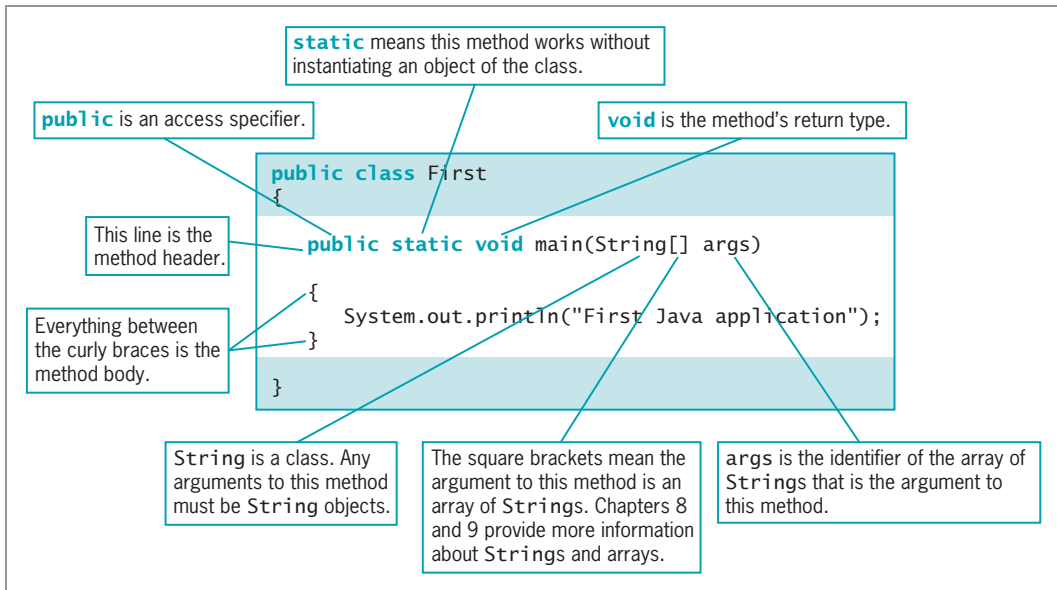 static means this method works without
instantiating an object of the class.
public is an access specifier.
void is the method's return type.
public class First
{
This line is the
method header.
public static void main(String[] args)
{
System.out.println("First Java application");
}
Everything between
the curly braces is the
method body.
}
String is a class. Any
arguments to this method
must be String objects.
The square brackets mean the
argument to this method is an
array of Strings. Chapters 8
and 9 provide more information
about Strings and arrays.
args is the identifier of the array of
Strings that is the argument to
this method.